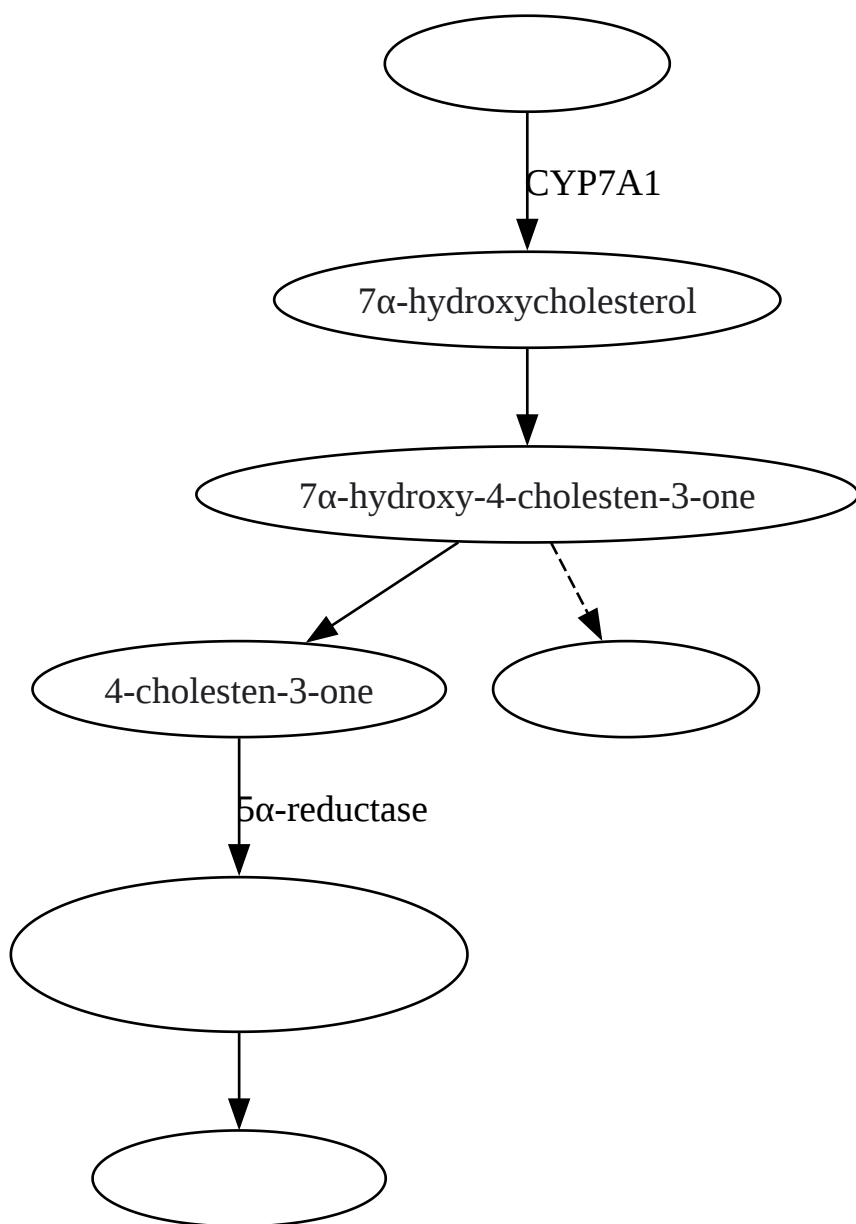 CYP7A1
7α-hydroxycholesterol
7α-hydroxy-4-cholesten-3-one
4-cholesten-3-one
5α-reductase